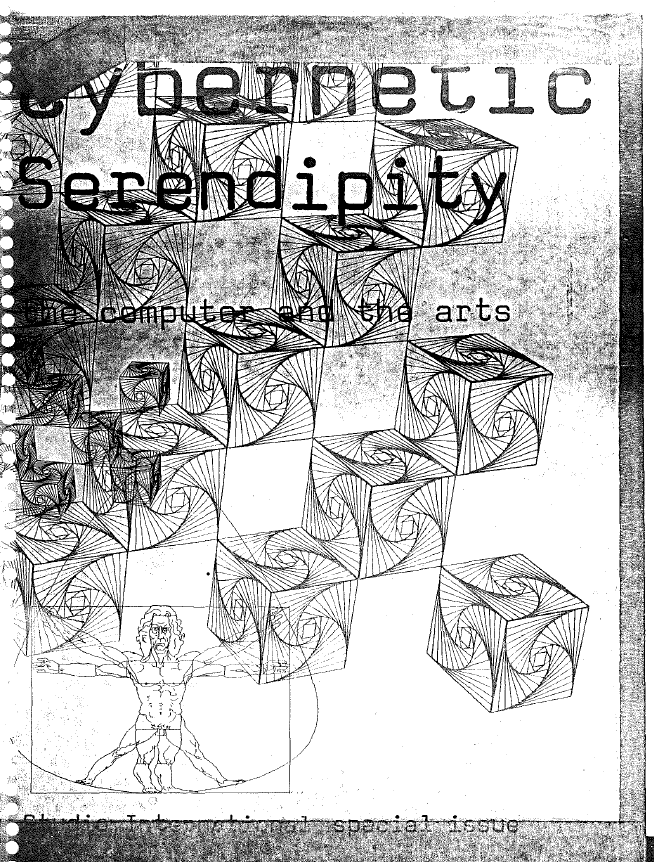 Cybernetic
Serendipity
the computer and the arts
Studio International special issue